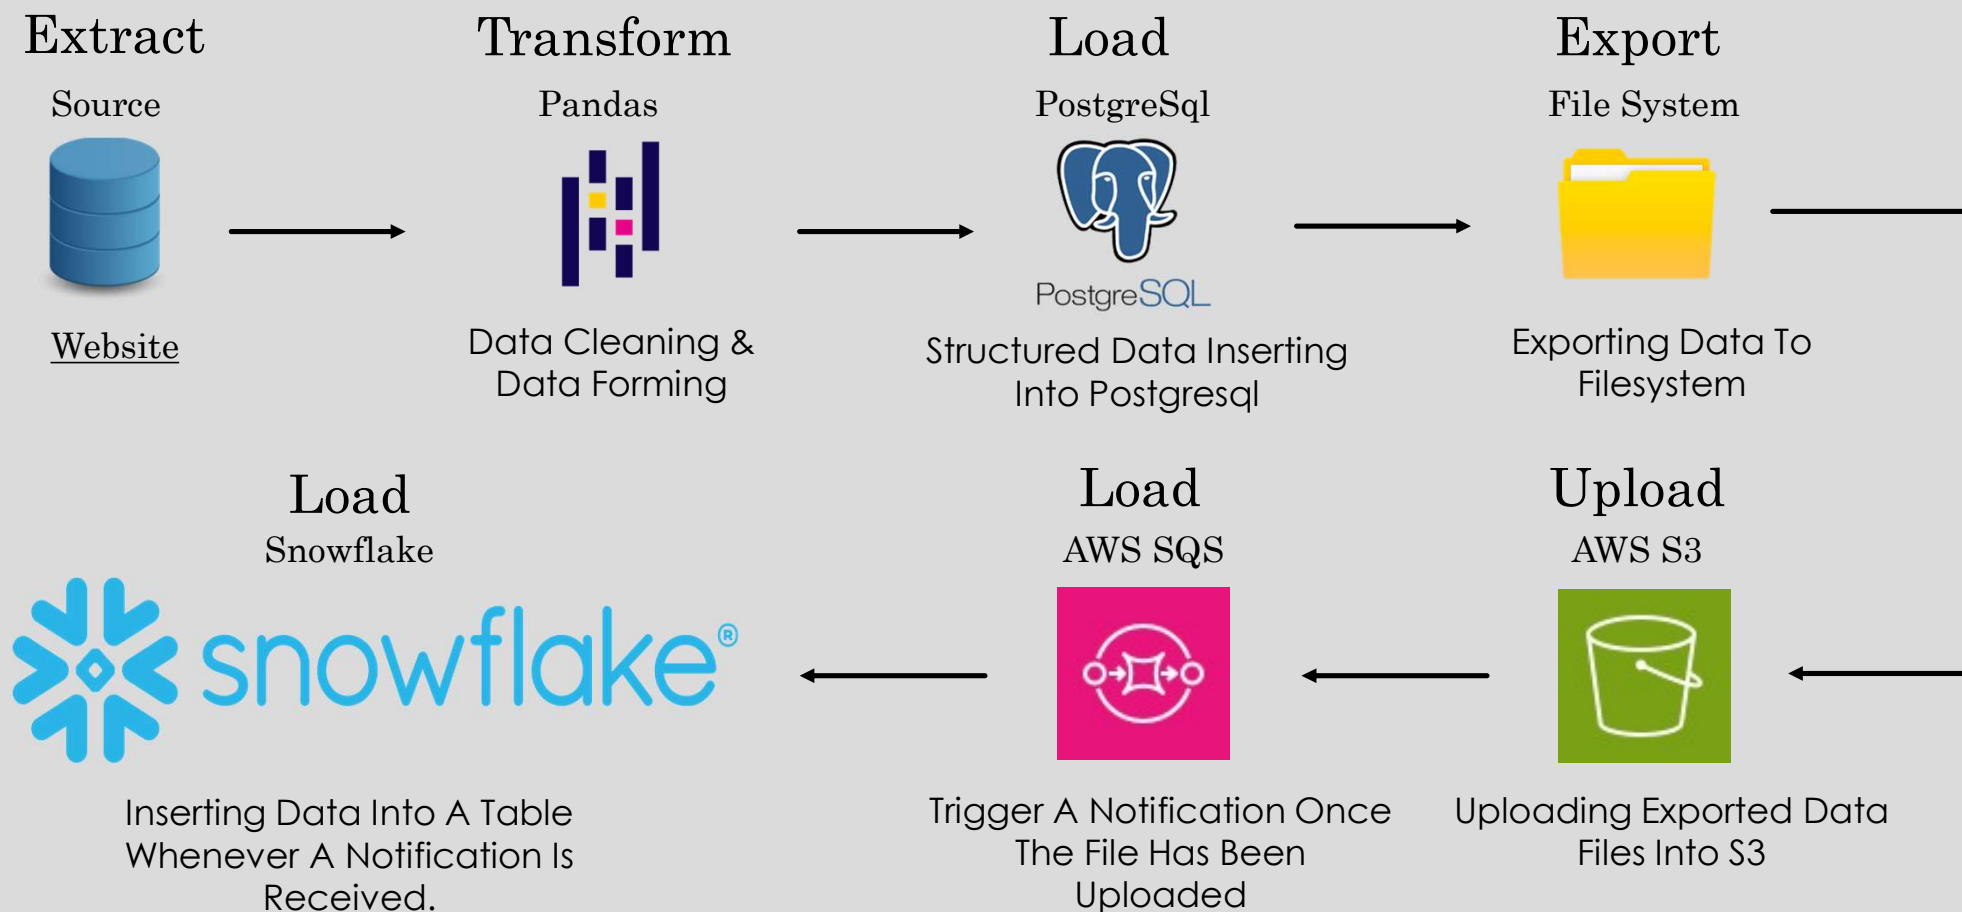 Extract
Source
Website
Transform
Pandas
Data Cleaning &
Data Forming
Load
PostgreSql
PostgreSQL
Structured Data Inserting
Into Postgresql
Export
File System
Exporting Data To
Filesystem
Upload
AWS S3
Uploading Exported Data
Files Into S3
Load
AWS SQS
Trigger A Notification Once
The File Has Been
Uploaded
Load
Snowflake
snowflake®
Inserting Data Into A Table
Whenever A Notification Is
Received.